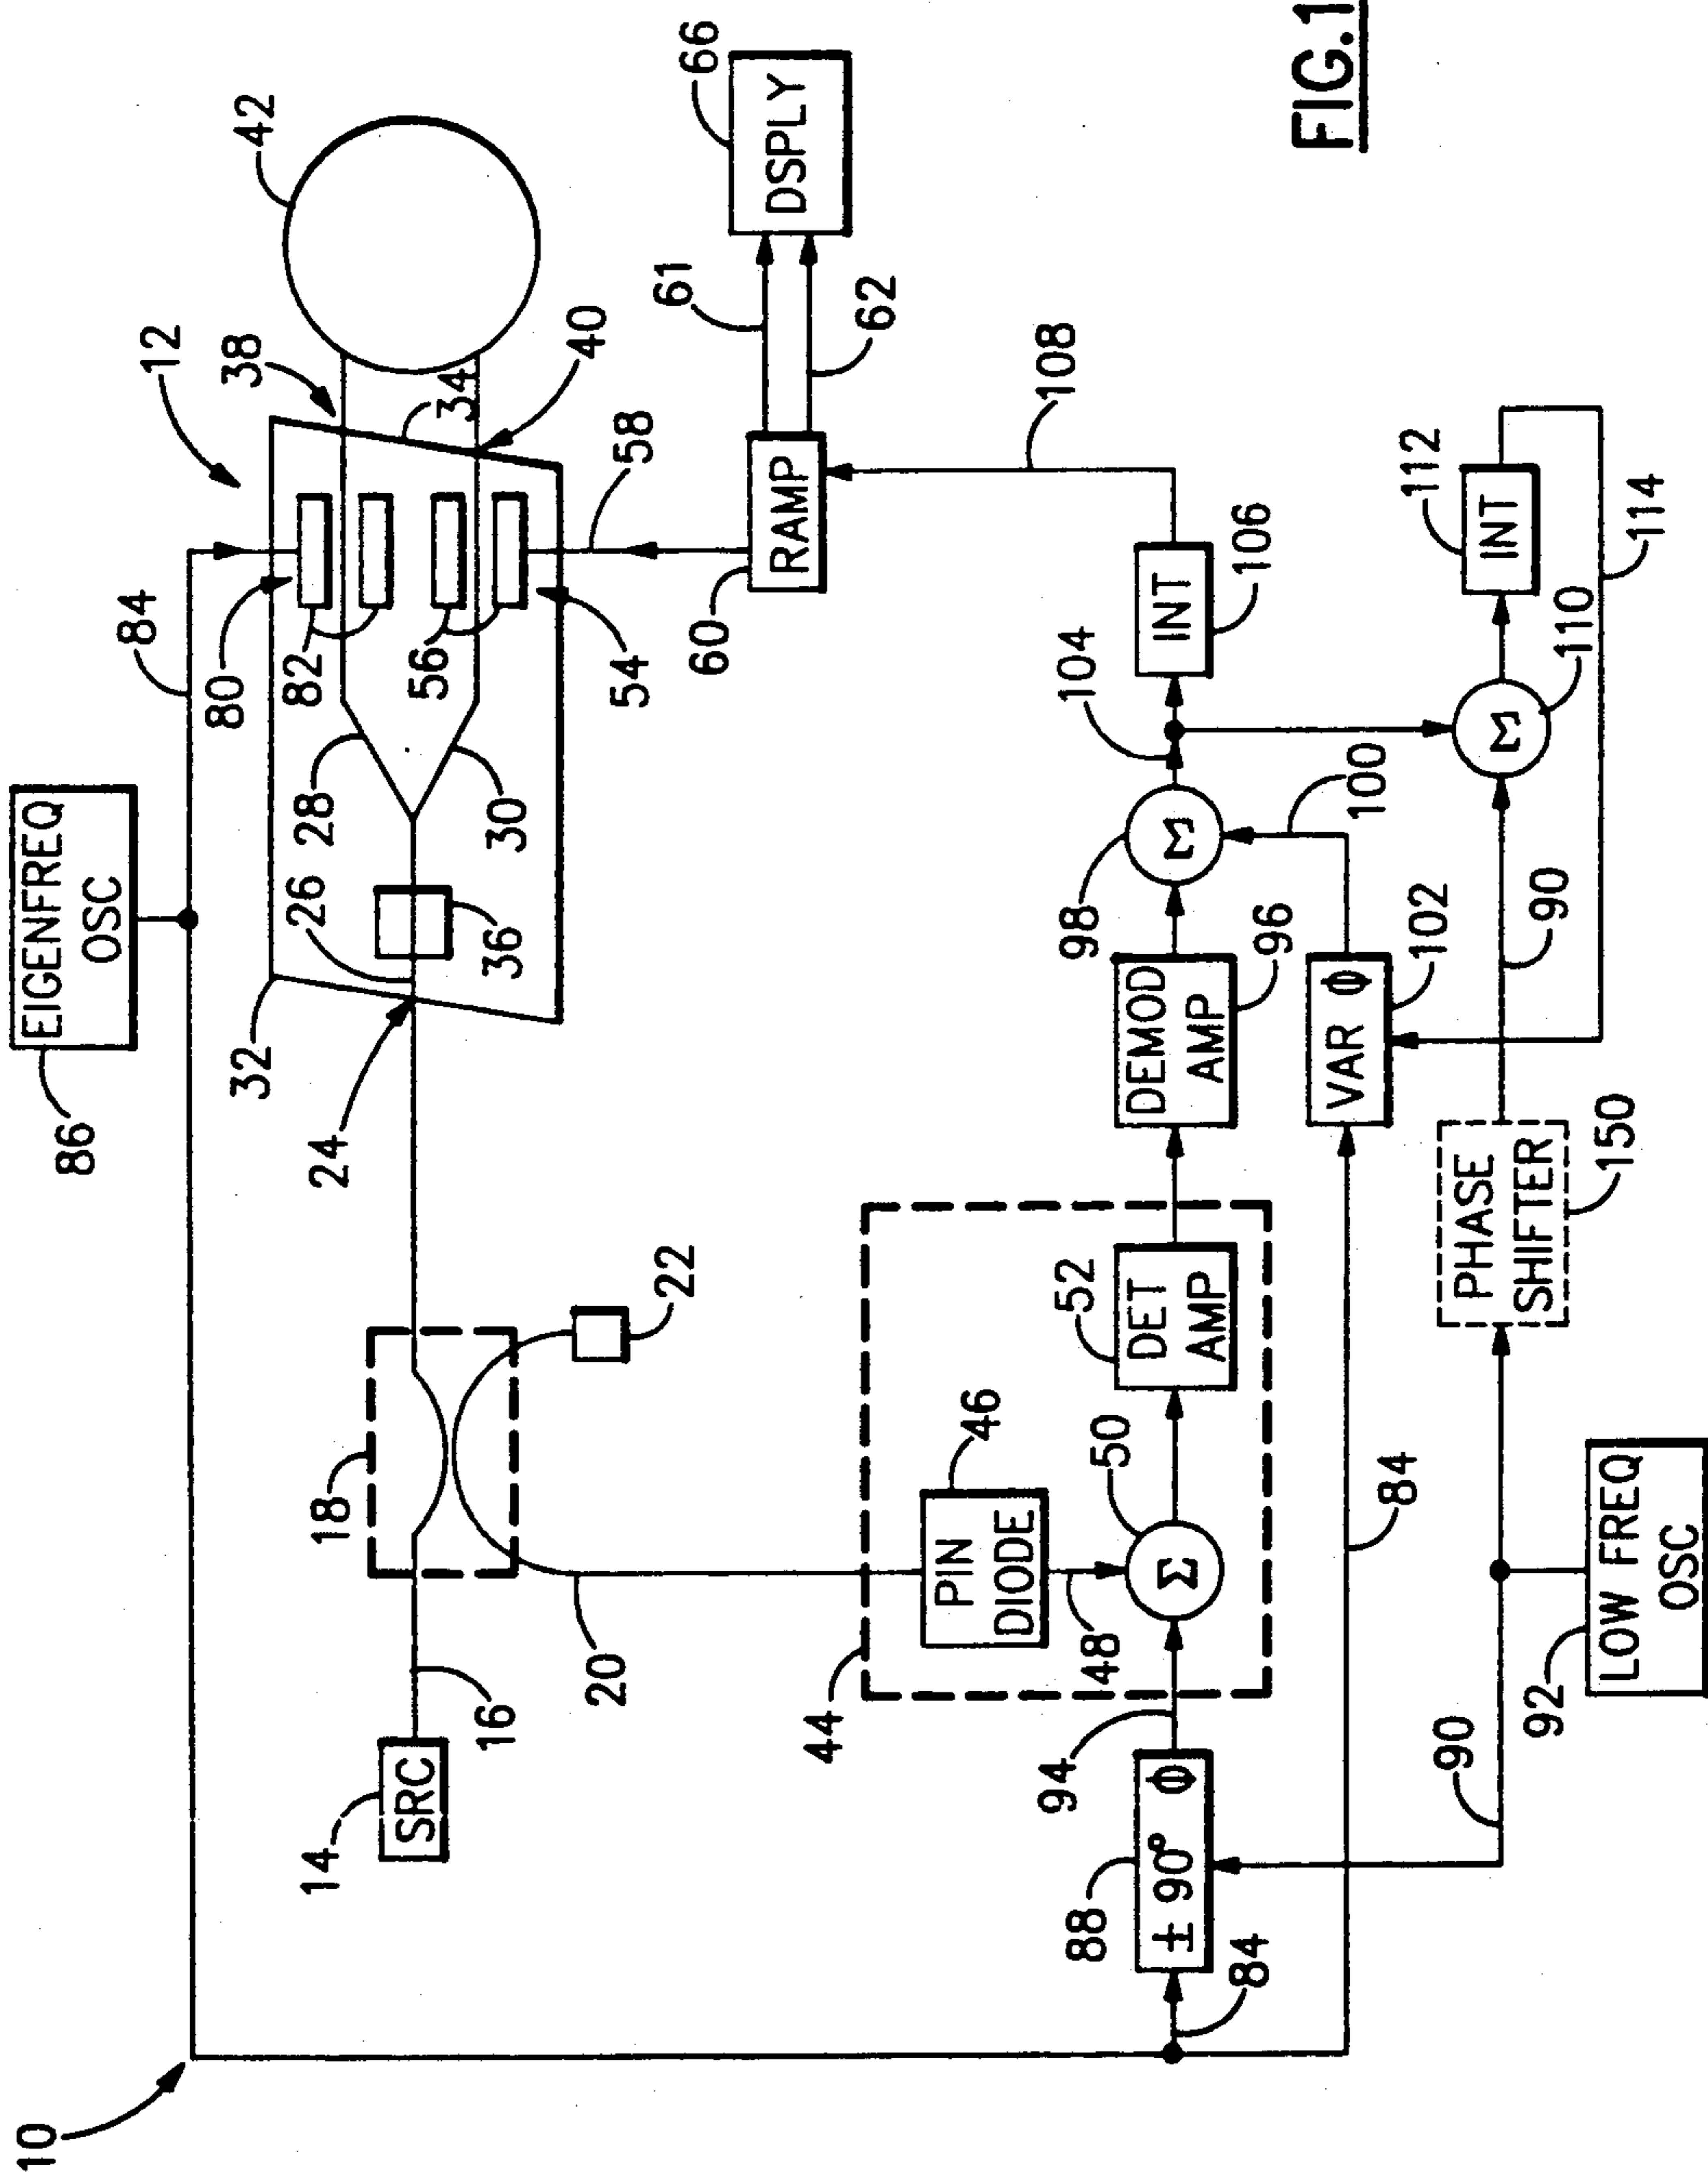 10
EIGENFREQ
OSC
86
84
12
42
32
26
28
80
82
38
34
24
36
30
56
54
40
58
14
SRC
16
18
20
22
60
RAMP
61
62
66
DSPLY
44
PIN
DIODE
46
48
Σ
50
DET
AMP
52
108
88
± 90° Φ
84
94
DEMOD
AMP
96
98
Σ
104
INT
106
100
84
VAR Φ
102
90
92
LOW FREQ
OSC
PHASE
SHIFTER
150
90
Σ
110
INT
112
114
FIG.1